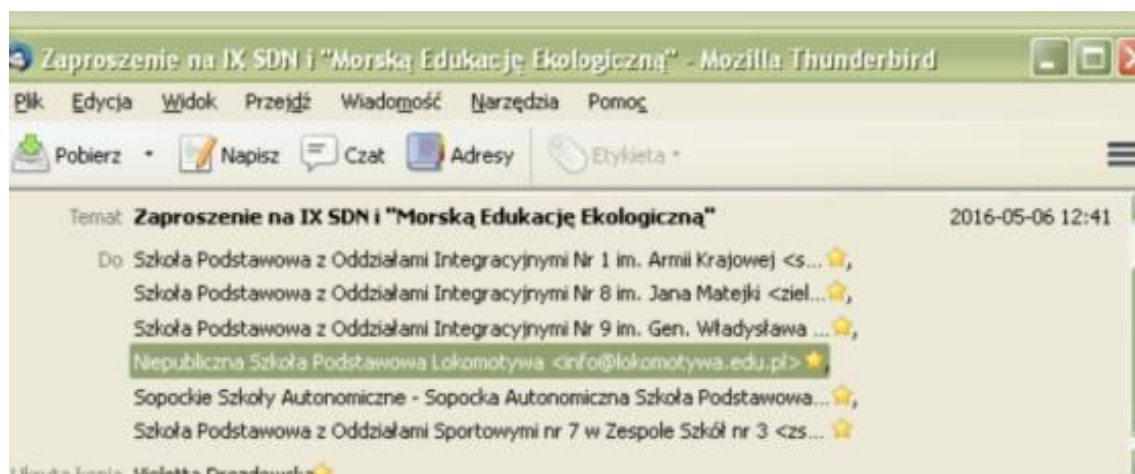 Zaproszenie na IX SDN i "Morską Edukację Ekologiczną" - Mozilla Thunderbird
Plik Edycja Widok Przejdź Wiadomość Narzędzia Pomoc
Pobierz Napisz Czat Adresy Etykieta
Temat Zaproszenie na IX SDN i "Morską Edukację Ekologiczną" 2016-05-06 12:41
Do Szkoła Podstawowa z Oddziałami Integracyjnymi Nr 1 im. Armii Krajowej <s...,
Szkoła Podstawowa z Oddziałami Integracyjnymi Nr 8 im. Jana Matejki <ziel...,
Szkoła Podstawowa z Oddziałami Integracyjnymi Nr 9 im. Gen. Władysława ...,
Niepubliczna Szkoła Podstawowa Lokomotywa <info@lokomotywa.edu.pl>,
Sopockie Szkoły Autonomiczne - Sopocka Autonomiczna Szkoła Podstawowa...,
Szkoła Podstawowa z Oddziałami Sportowymi nr 7 w Zespole Szkół nr 3 <zs...
Ukryta kopia Violetta